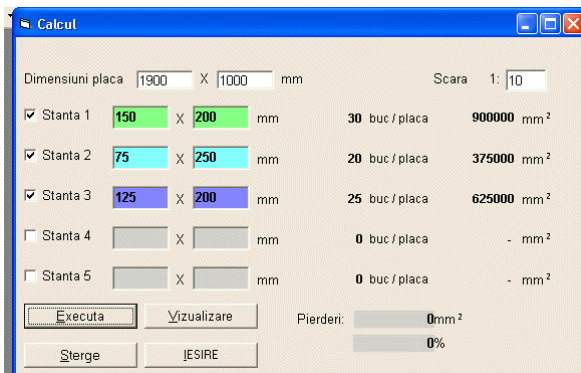 Calcul
Dimensiuni placa 1900 X 1000 mm Scara 1: 10
Stanta 1 150 X 200 mm 30 buc / placa 900000 mm²
Stanta 2 75 X 250 mm 20 buc / placa 375000 mm²
Stanta 3 125 X 200 mm 25 buc / placa 625000 mm²
Stanta 4 X mm 0 buc / placa - mm²
Stanta 5 X mm 0 buc / placa - mm²
Executa Vizualizare Pierderi: 0mm²
0%
Sterge IESIRE